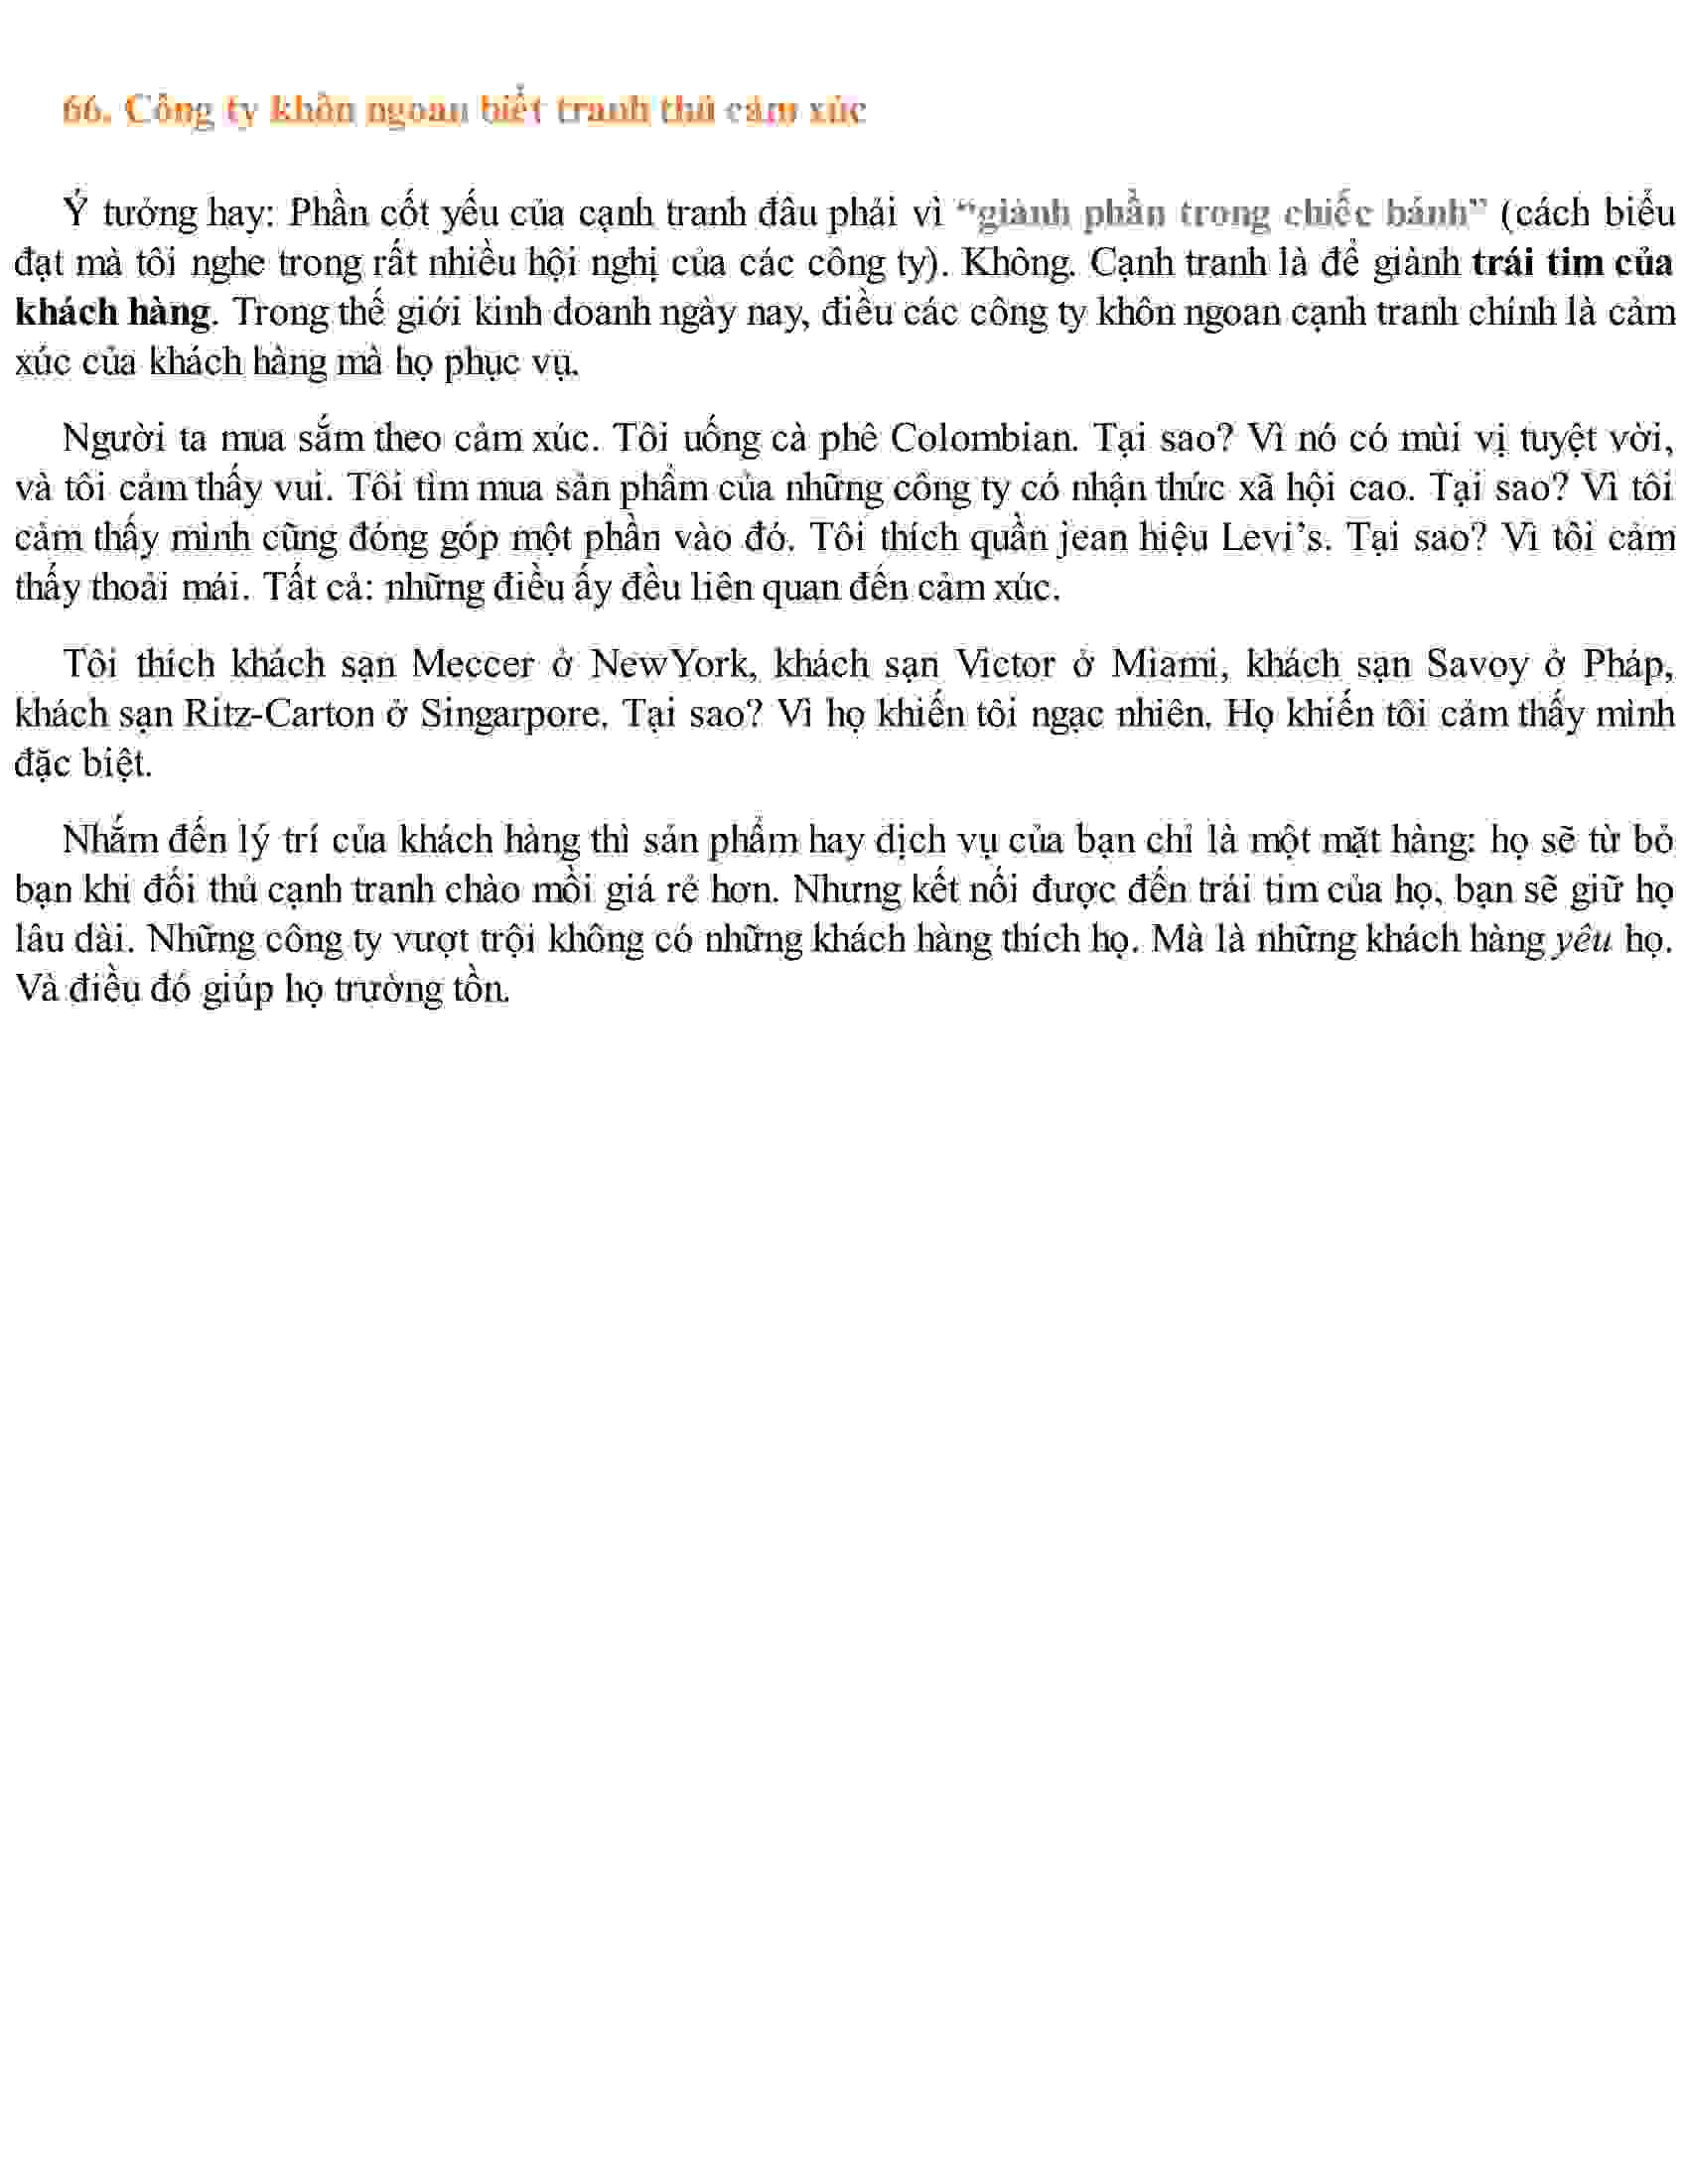 66. Công ty khôn ngoan biết tranh thủ cảm xúc
Ý tưởng hay: Phần cốt yếu của cạnh tranh đâu phải vì “giành phần trong chiếc bánh” (cách biểu
đạt mà tôi nghe trong rất nhiều hội nghị của các công ty). Không. Cạnh tranh là để giành trái tim của
khách hàng. Trong thế giới kinh doanh ngày nay, điều các công ty khôn ngoan cạnh tranh chính là cảm
xúc của khách hàng mà họ phục vụ.
Người ta mua sắm theo cảm xúc. Tôi uống cà phê Colombian. Tại sao? Vì nó có mùi vị tuyệt vời,
và tôi cảm thấy vui. Tôi tìm mua sản phẩm của những công ty có nhận thức xã hội cao. Tại sao? Vì tôi
cảm thấy mình cũng đóng góp một phần vào đó. Tôi thích quần jean hiệu Levi’s. Tại sao? Vì tôi cảm
thấy thoải mái. Tất cả: những điều ấy đều liên quan đến cảm xúc.
Tôi thích khách sạn Meccer ở NewYork, khách sạn Victor ở Miami, khách sạn Savoy ở Pháp,
khách sạn Ritz-Carton ở Singarpore. Tại sao? Vì họ khiến tôi ngạc nhiên. Họ khiến tôi cảm thấy mình
đặc biệt.
Nhắm đến lý trí của khách hàng thì sản phẩm hay dịch vụ của bạn chỉ là một mặt hàng: họ sẽ từ bỏ
bạn khi đối thủ cạnh tranh chào mồi giá rẻ hơn. Nhưng kết nối được đến trái tim của họ, bạn sẽ giữ họ
lâu dài. Những công ty vượt trội không có những khách hàng thích họ. Mà là những khách hàng yêu họ.
Và điều đó giúp họ trường tồn.